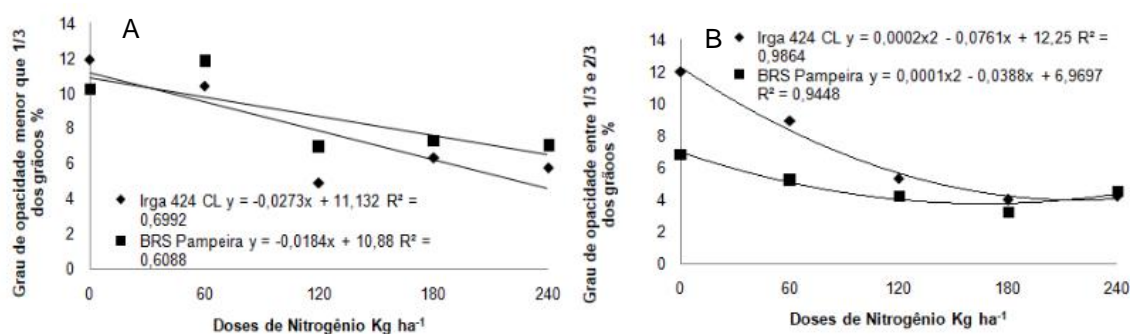 A
Grau de opacidade menor que 1/3
dos grãoos %
14
12
10
8
6
4
2
0
Irga 424 CL y = -0,0273x + 11,132 R² =
0,6992
BRS Pampeira y = -0,0184x + 10,88 R² =
0,6088
0 60 120 180 240
Doses de Nitrogênio Kg ha⁻¹
B
Grau de opacidade entre 1/3 e 2/3
dos grãoos %
14
12
10
8
6
4
2
0
Irga 424 CL y = 0,0002x2 - 0,0761x + 12,25 R² =
0,9864
BRS Pampeira y = 0,0001x2 - 0,0388x + 6,9697
R² = 0,9448
0 60 120 180 240
Doses de Nitrogênio Kg ha⁻¹